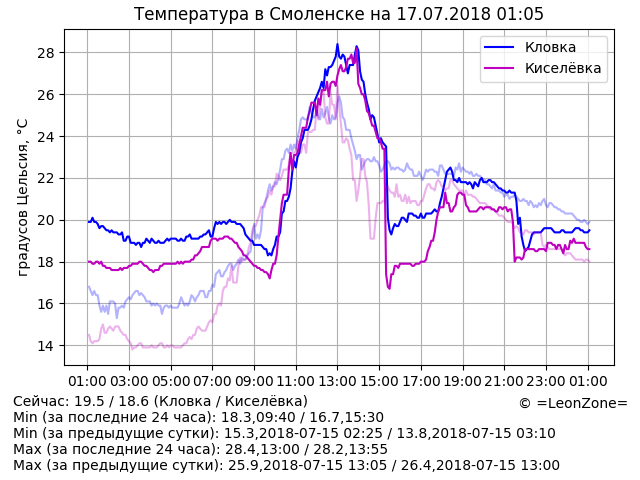 Температура в Смоленске на 17.07.2018 01:05
Кловка
Киселёвка
градусов Цельсия, °C
28
26
24
22
20
18
16
14
01:00 03:00 05:00 07:00 09:00 11:00 13:00 15:00 17:00 19:00 21:00 23:00 01:00
Сейчас: 19.5 / 18.6 (Кловка / Киселёвка)
© =LeonZone=
Min (за последние 24 часа): 18.3,09:40 / 16.7,15:30
Min (за предыдущие сутки): 15.3,2018-07-15 02:25 / 13.8,2018-07-15 03:10
Max (за последние 24 часа): 28.4,13:00 / 28.2,13:55
Max (за предыдущие сутки): 25.9,2018-07-15 13:05 / 26.4,2018-07-15 13:00